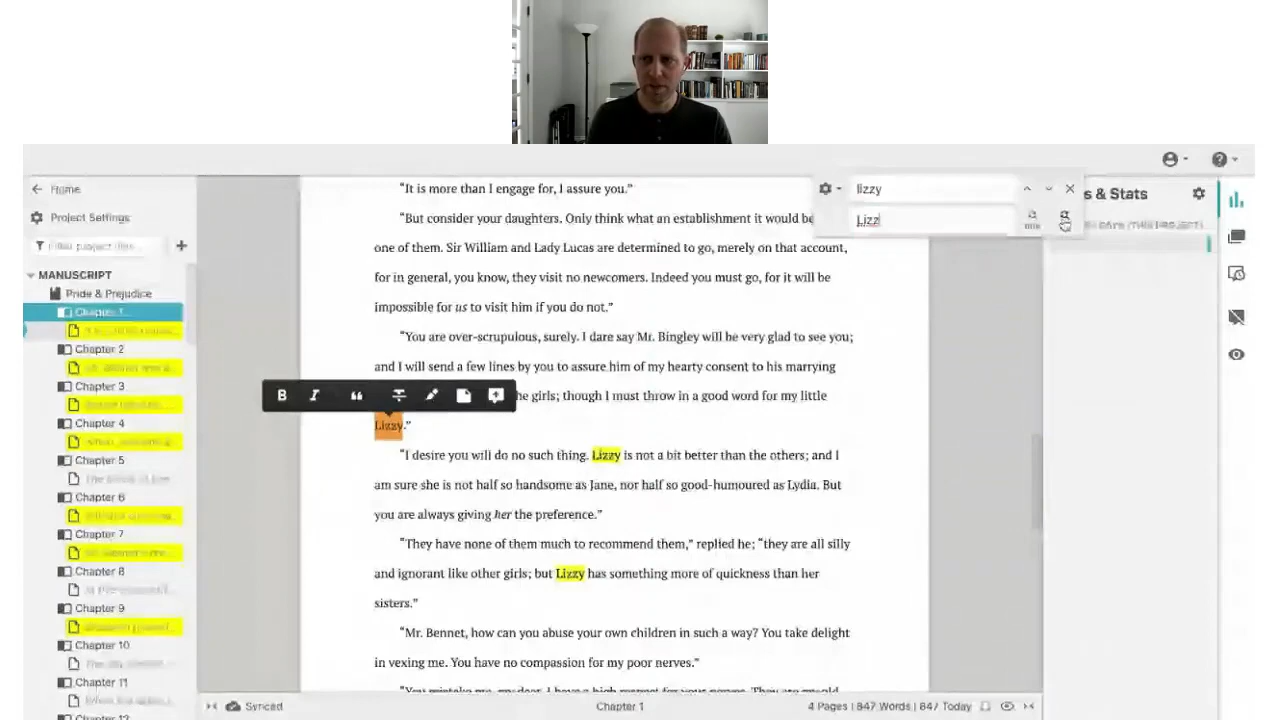 Home
Project Settings
MANUSCRIPT
Pride & Prejudice
Chapter 1
Chapter 2
Chapter 3
Chapter 4
Chapter 5
Chapter 6
Chapter 7
Chapter 8
Chapter 9
Chapter 10
Chapter 11
Chapter 12
“It is more than I engage for, I assure you.”
“But consider your daughters. Only think what an establishment it would be
one of them. Sir William and Lady Lucas are determined to go, merely on that account,
for in general, you know, they visit no newcomers. Indeed you must go, for it will be
impossible for us to visit him if you do not.”
“You are over-scrupulous, surely. I dare say Mr. Bingley will be very glad to see you;
and I will send a few lines by you to assure him of my hearty consent to his marrying
he girls; though I must throw in a good word for my little
Lizzy.”
“I desire you will do no such thing. Lizzy is not a bit better than the others; and I
am sure she is not half so handsome as Jane, nor half so good-humoured as Lydia. But
you are always giving her the preference.”
“They have none of them much to recommend them,” replied he; “they are all silly
and ignorant like other girls; but Lizzy has something more of quickness than her
sisters.”
“Mr. Bennet, how can you abuse your own children in such a way? You take delight
in vexing me. You have no compassion for my poor nerves.”
B I
lizzy
Lizz
s & Stats
Synced
Chapter 1
4 Pages | 847 Words | 847 Today